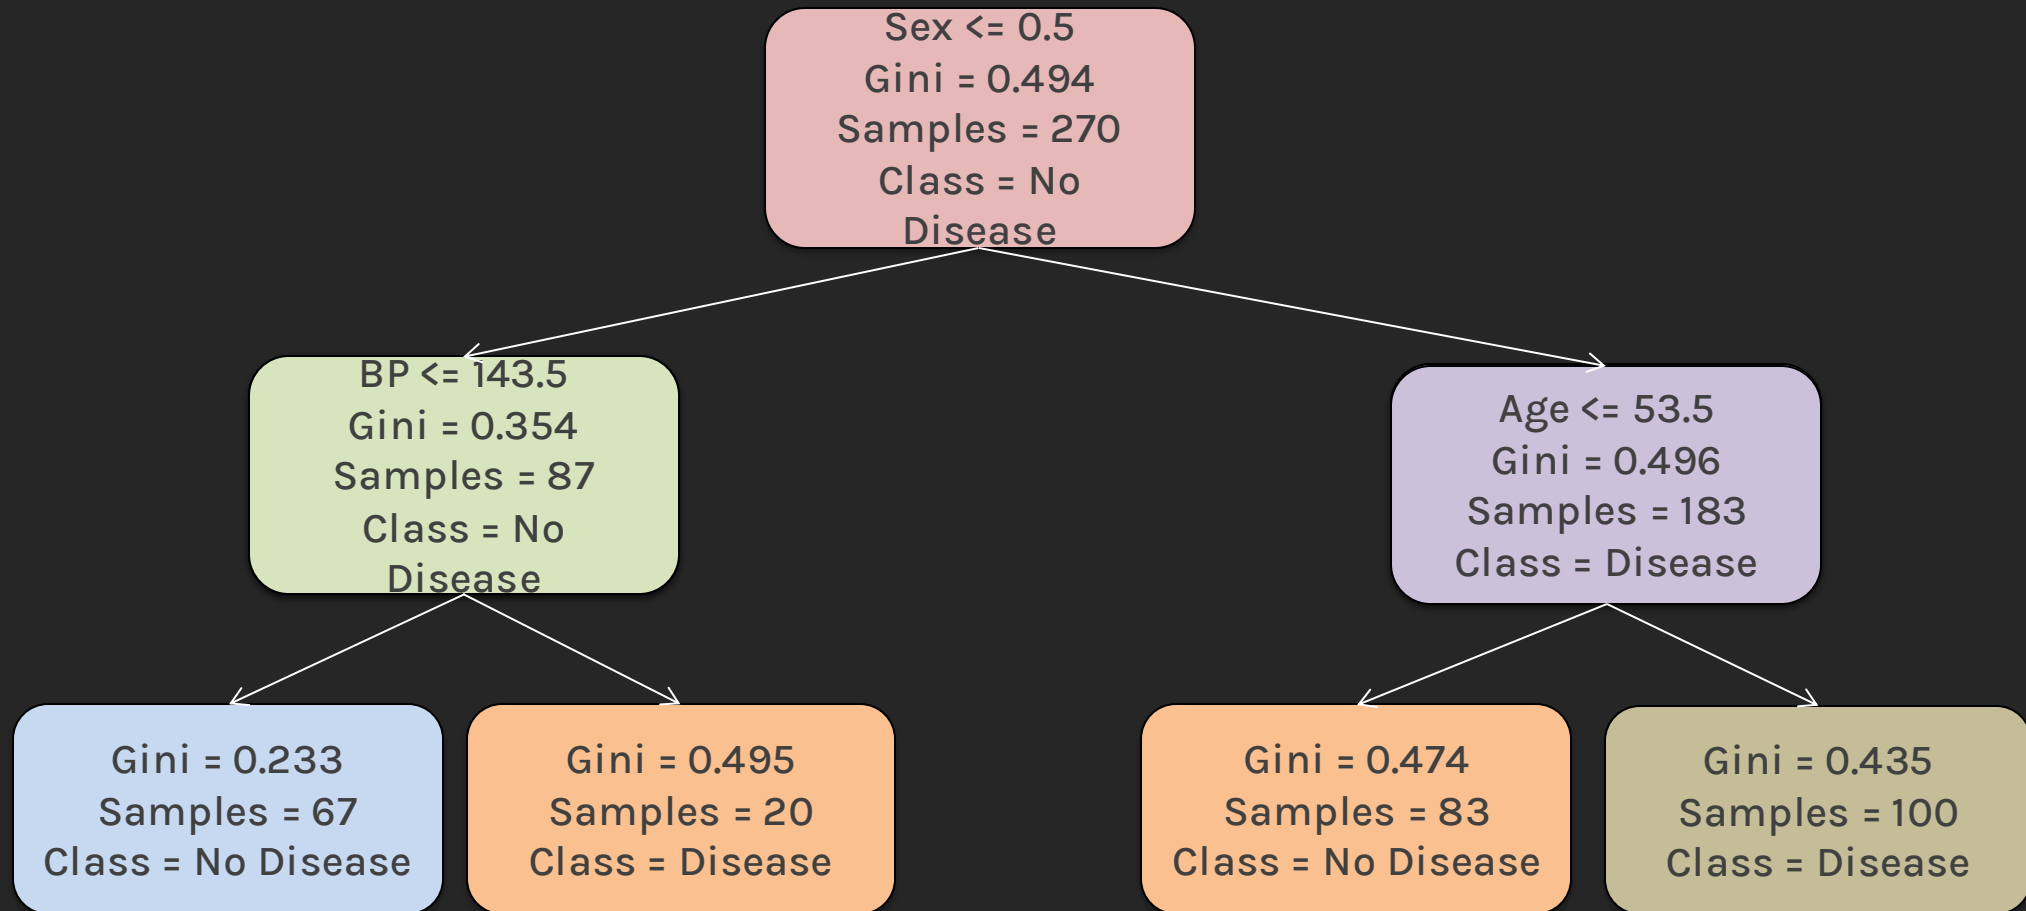 Sex <= 0.5
Gini = 0.494
Samples = 270
Class = No
Disease
BP <= 143.5
Gini = 0.354
Samples = 87
Class = No
Disease
Age <= 53.5
Gini = 0.496
Samples = 183
Class = Disease
Gini = 0.233
Samples = 67
Class = No Disease
Gini = 0.495
Samples = 20
Class = Disease
Gini = 0.474
Samples = 83
Class = No Disease
Gini = 0.435
Samples = 100
Class = Disease